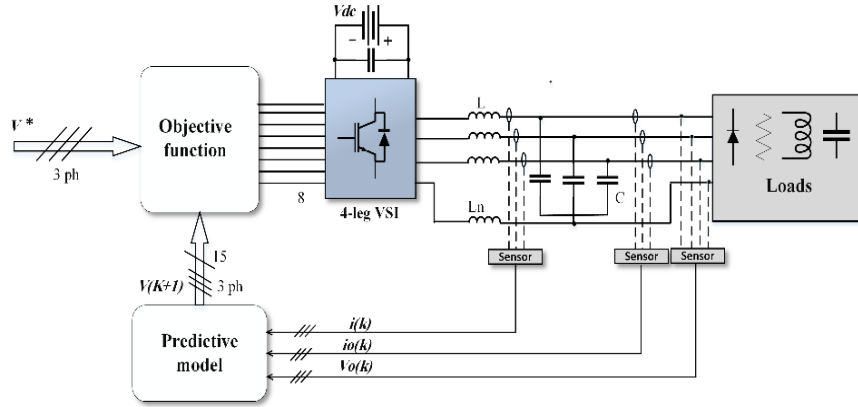 Vdc
− +
V *
3 ph
Objective
function
8
4-leg VSI
L
Ln
C
Loads
Sensor
Sensor
Sensor
15
V(K+1)
3 ph
Predictive
model
i(k)
io(k)
Vo(k)